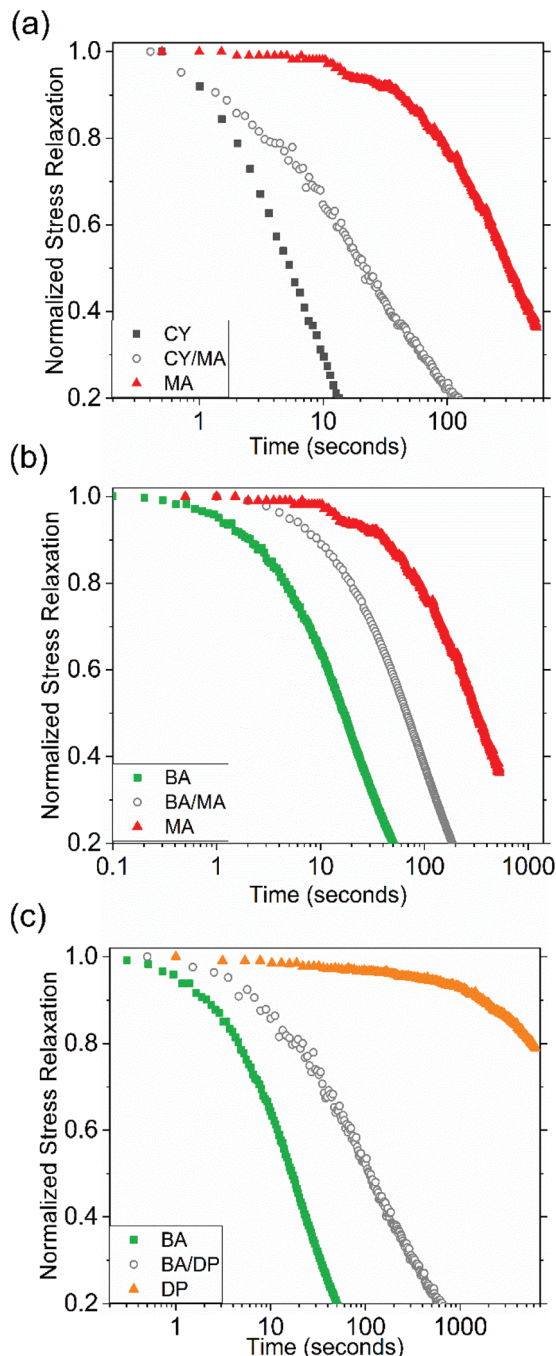 (a)
Normalized Stress Relaxation
1.0
0.8
0.6
0.4
0.2
CY
CY/MA
MA
1
10
100
Time (seconds)
(b)
Normalized Stress Relaxation
1.0
0.8
0.6
0.4
0.2
BA
BA/MA
MA
0.1
1
10
100
1000
Time (seconds)
(c)
Normalized Stress Relaxation
1.0
0.8
0.6
0.4
0.2
BA
BA/DP
DP
1
10
100
1000
Time (seconds)